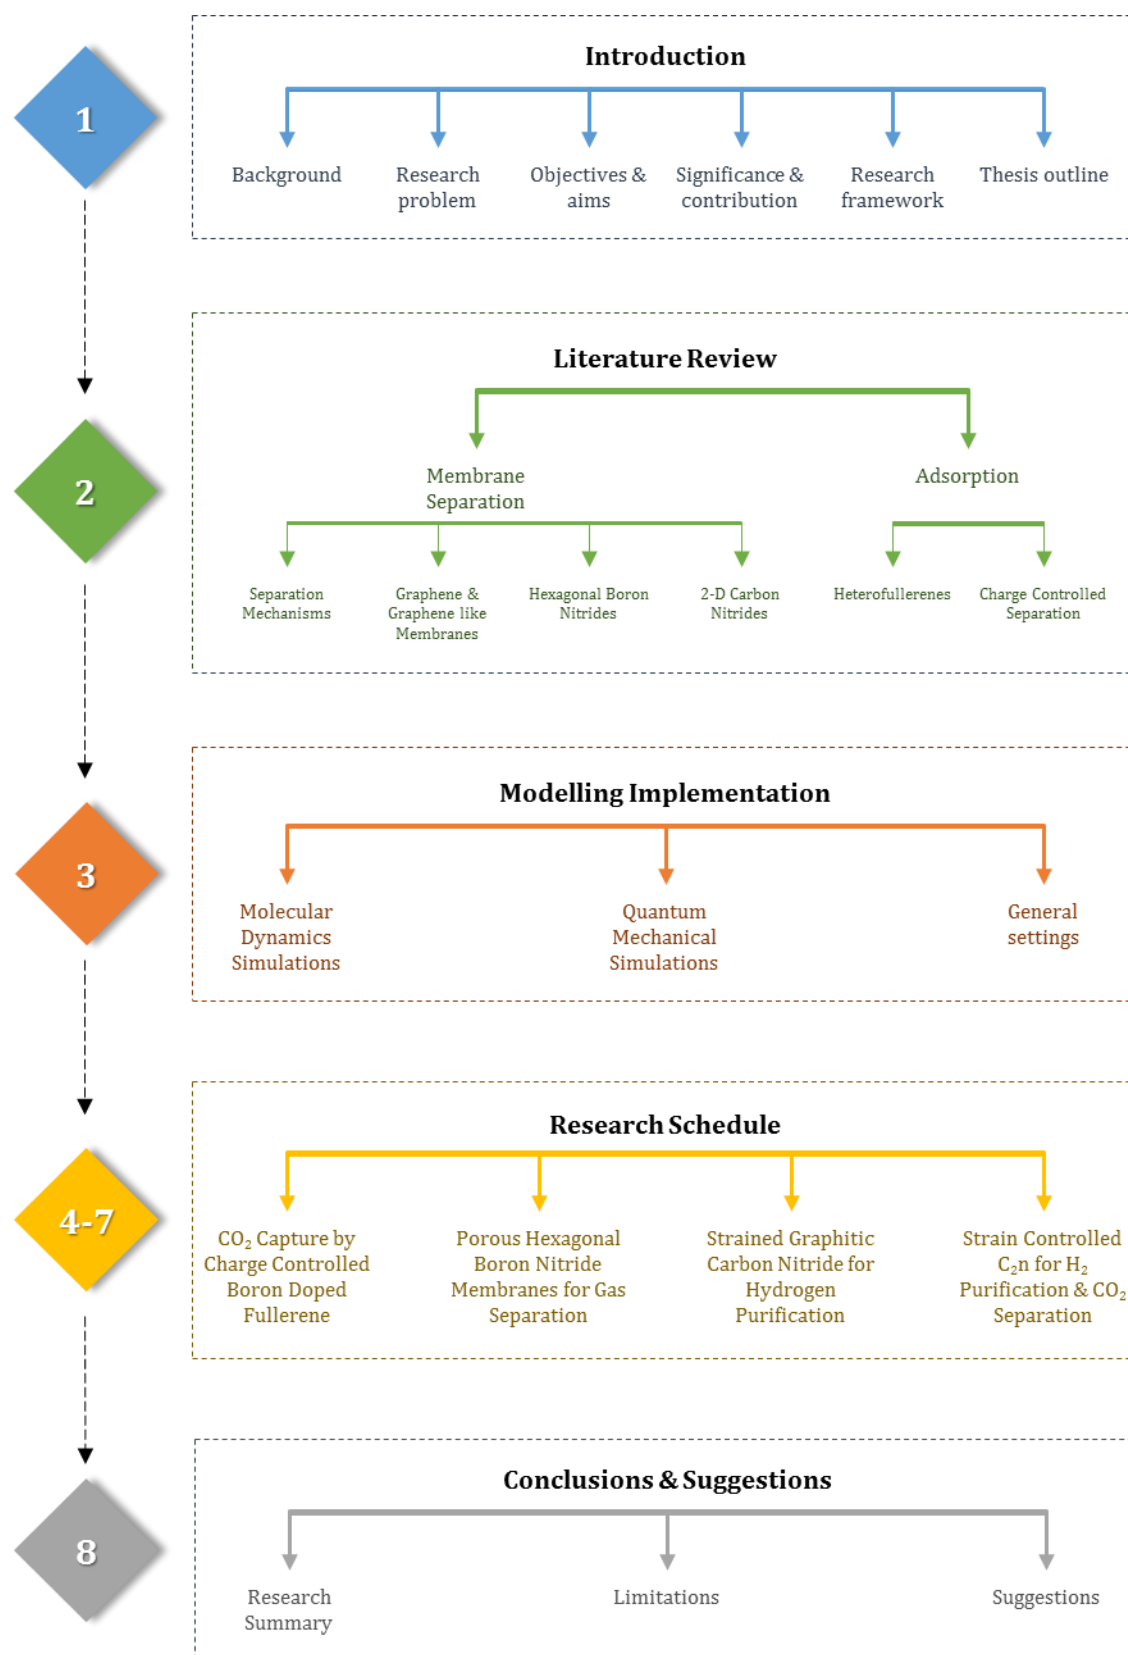 1
Introduction
Background
Research
problem
Objectives &
aims
Significance &
contribution
Research
framework
Thesis outline
2
Literature Review
Membrane
Separation
Adsorption
Separation
Mechanisms
Graphene &
Graphene like
Membranes
Hexagonal Boron
Nitrides
2-D Carbon
Nitrides
Heterofullerenes
Charge Controlled
Separation
3
Modelling Implementation
Molecular
Dynamics
Simulations
Quantum
Mechanical
Simulations
General
settings
4-7
Research Schedule
CO₂ Capture by
Charge Controlled
Boron Doped
Fullerene
Porous Hexagonal
Boron Nitride
Membranes for Gas
Separation
Strained Graphitic
Carbon Nitride for
Hydrogen
Purification
Strain Controlled
C₂n for H₂
Purification & CO₂
Separation
8
Conclusions & Suggestions
Research
Summary
Limitations
Suggestions